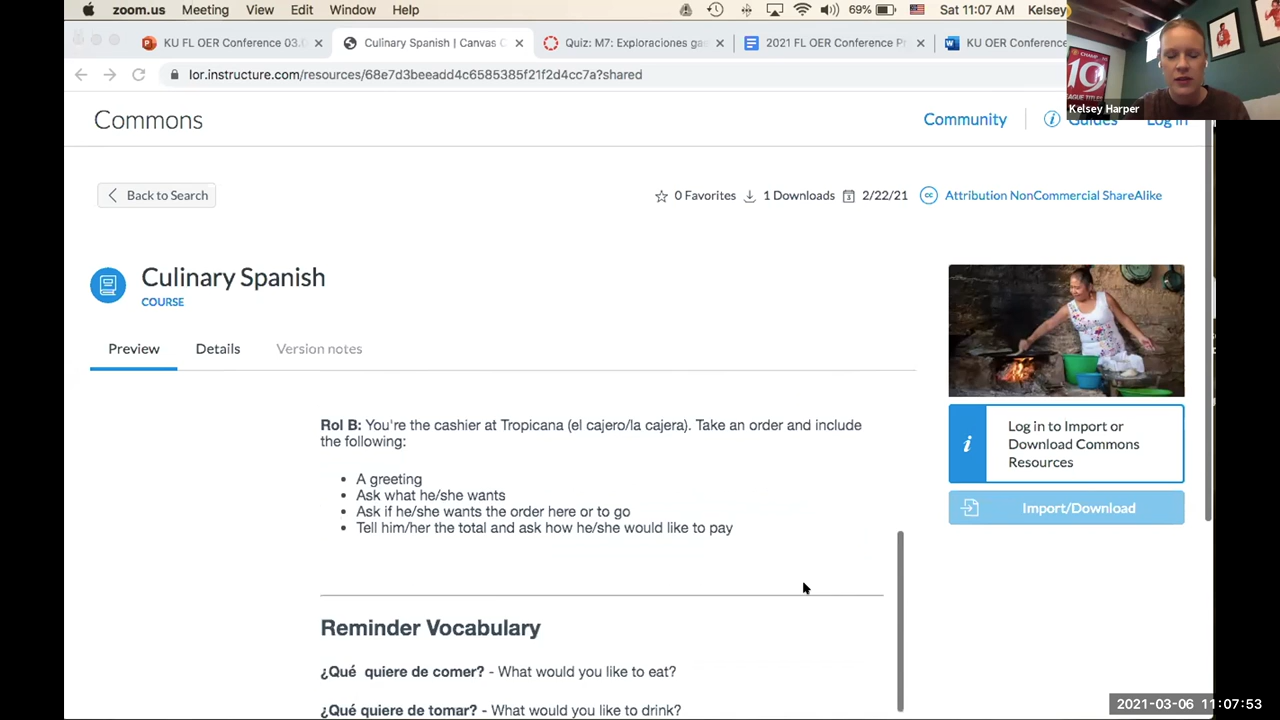 zoom.us Meeting View Edit Window Help 69% Sat 11:07 AM Kelsey
KU FL OER Conference 03. Culinary Spanish | Canvas C Quiz: M7: Exploraciones ga 2021 FL OER Conference P KU OER Conference
lor.instructure.com/resources/68e7d3beeadd4c6585385f21f2d4cc7a?shared
CHAMP
10
LEAGUE TITLES
Kelsey Harper
Commons
Community Guides Log in
Back to Search
0 Favorites 1 Downloads 2/22/21 cc Attribution NonCommercial ShareAlike
Culinary Spanish
COURSE
Preview Details Version notes
Rol B: You're the cashier at Tropicana (el cajero/la cajera). Take an order and include
the following:
• A greeting
• Ask what he/she wants
• Ask if he/she wants the order here or to go
• Tell him/her the total and ask how he/she would like to pay
Log in to Import or
Download Commons
Resources
Import/Download
Reminder Vocabulary
¿Qué quiere de comer? - What would you like to eat?
¿Qué quiere de tomar? - What would you like to drink?
2021-03-06 11:07:53